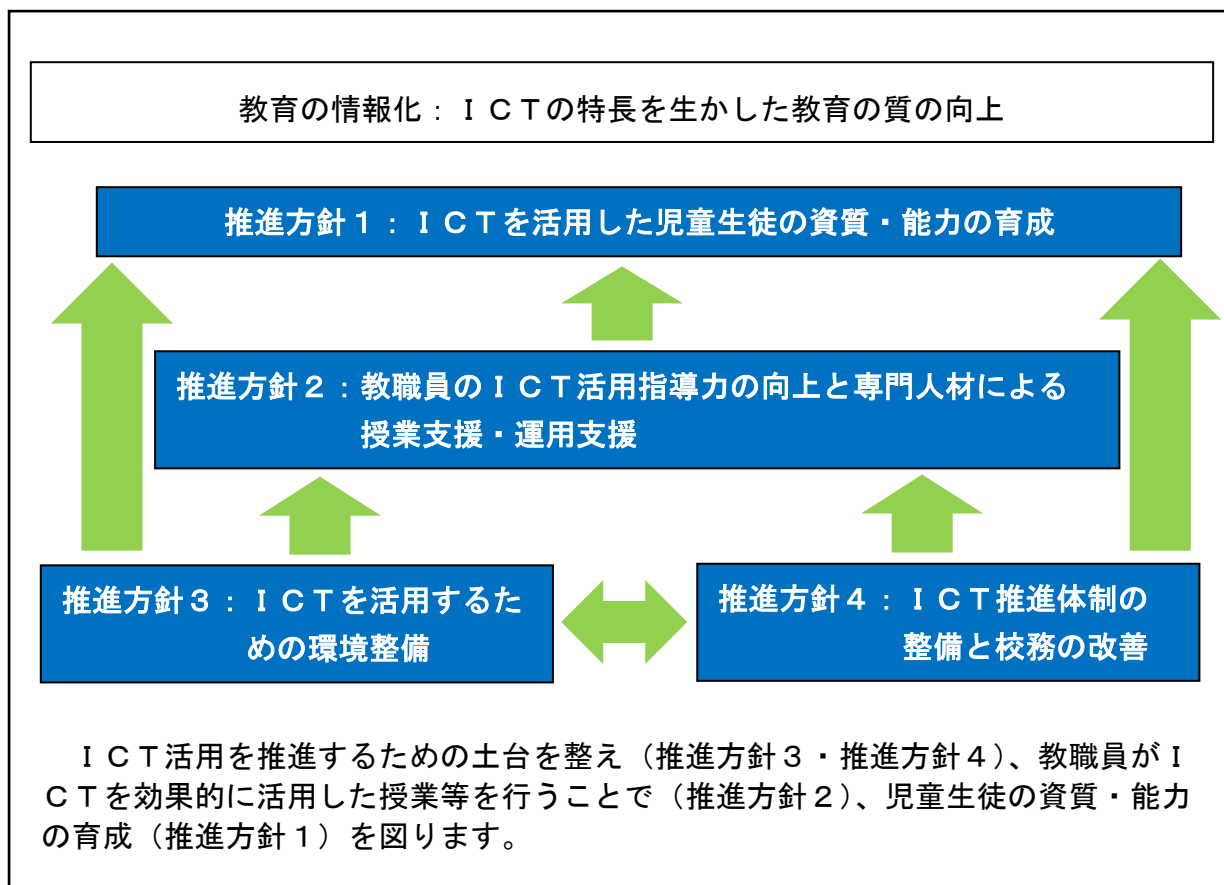 教育の情報化：ＩＣＴの特長を生かした教育の質の向上
推進方針１：ＩＣＴを活用した児童生徒の資質・能力の育成
推進方針２：教職員のＩＣＴ活用指導力の向上と専門人材による
授業支援・運用支援
推進方針３：ＩＣＴを活用するた
めの環境整備
推進方針４：ＩＣＴ推進体制の
整備と校務の改善
　ＩＣＴ活用を推進するための土台を整え（推進方針３・推進方針４）、教職員がＩ
ＣＴを効果的に活用した授業等を行うことで（推進方針２）、児童生徒の資質・能力
の育成（推進方針１）を図ります。